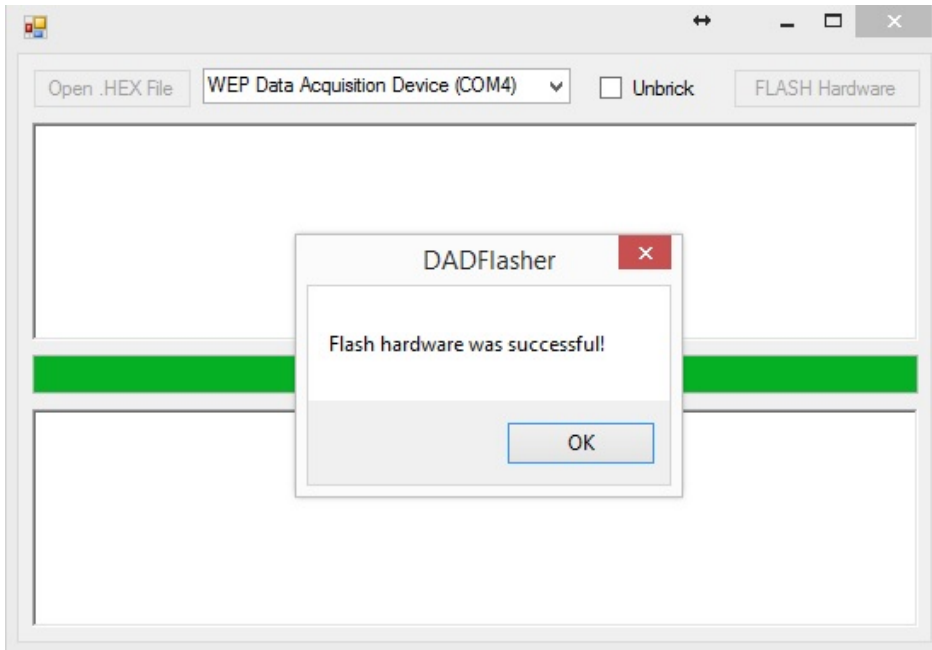 Open .HEX File
WEP Data Acquisition Device (COM4)
Unbrick
FLASH Hardware
DADFlasher
Flash hardware was successful!
OK